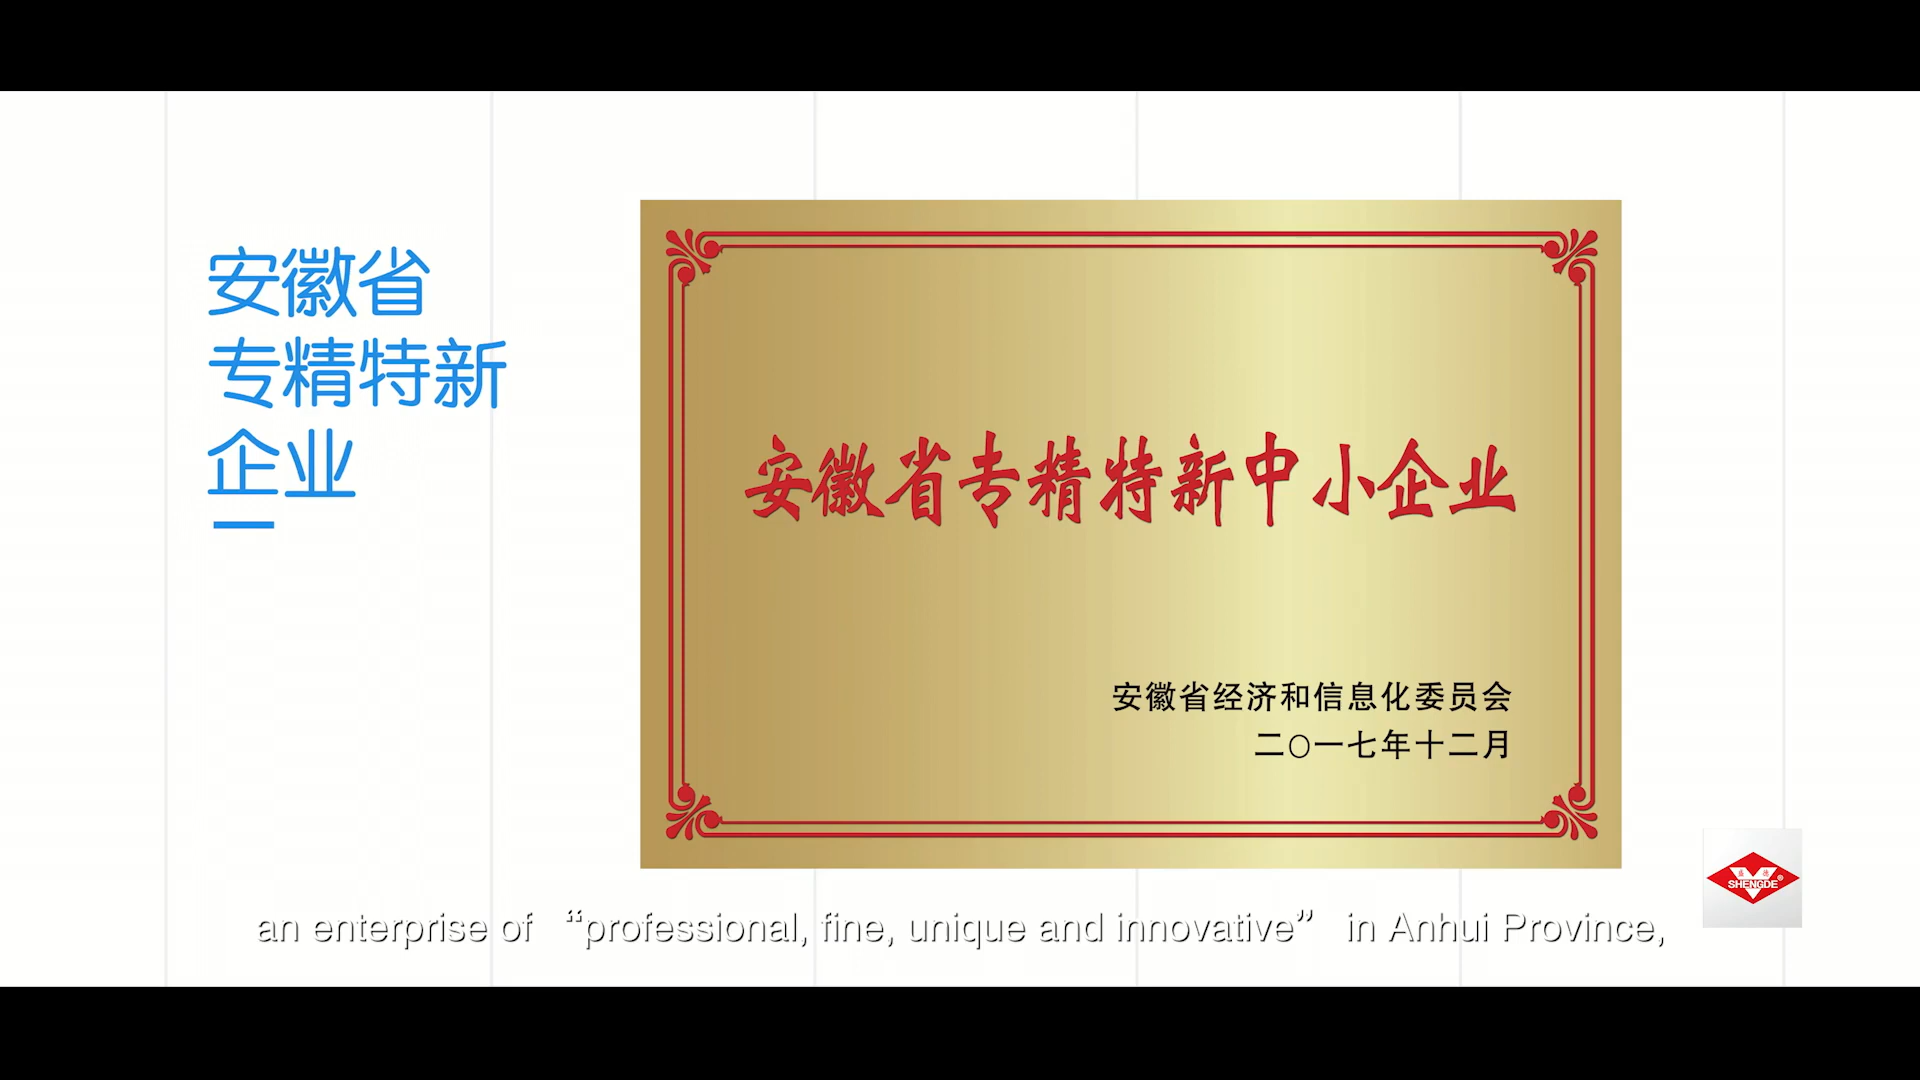 安徽省
专精特新
企业
安徽省专精特新中小企业
安徽省经济和信息化委员会
二〇一七年十二月
盛 德
SHENGDE®
an enterprise of “professional, fine, unique and innovative” in Anhui Province,